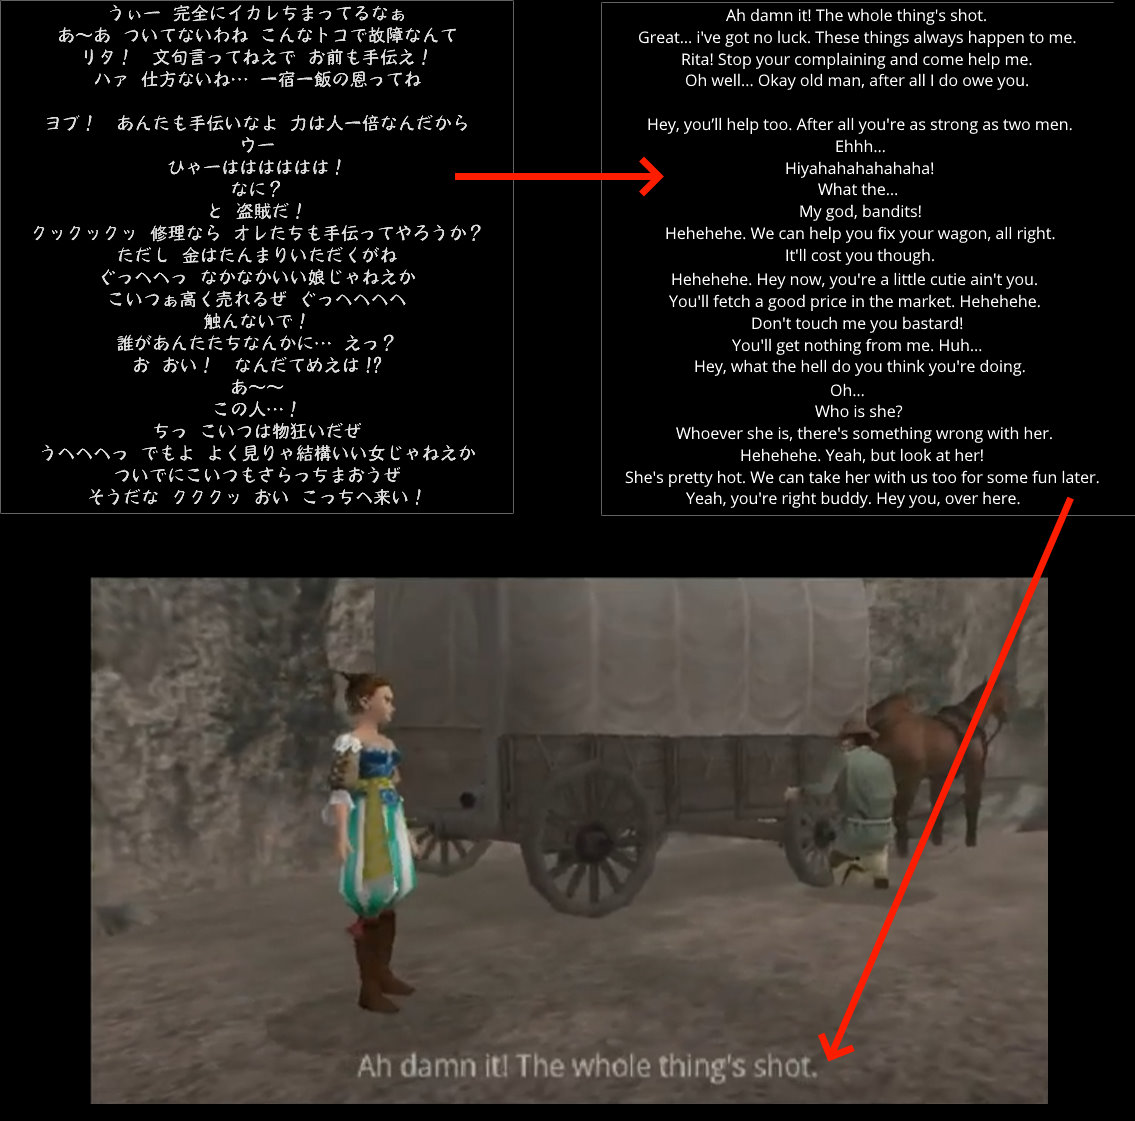 うぃー 完全にイカレちまってるなぁ
あ〜あ ついてないわね こんなトコで故障なんて
リタ！ 文句言ってねえで お前も手伝え！
ハァ 仕方ないね… 一宿一飯の恩ってね
ヨブ！ あんたも手伝いなよ 力は人一倍なんだから
ウー
ひゃーはははははは！
なに？
と 盗賊だ！
クックックッ 修理なら オレたちも手伝ってやろうか？
ただし 金はたんまりいただくがね
ぐっへへっ なかなかいい娘じゃねえか
こいつぁ高く売れるぜ ぐっへへへへ
触んないで！
誰があんたたちなんかに… えっ？
お おい！ なんだてめえは!?
あ〜〜
この人…！
ちっ こいつは物狂いだぜ
うへへへっ でもよ よく見りゃ結構いい女じゃねえか
ついでにこいつもさらっちまおうぜ
そうだな クククッ おい こっちへ来い！
Ah damn it! The whole thing's shot.
Great... i've got no luck. These things always happen to me.
Rita! Stop your complaining and come help me.
Oh well... Okay old man, after all I do owe you.
Hey, you’ll help too. After all you're as strong as two men.
Ehhh...
Hiyahahahahahaha!
What the...
My god, bandits!
Hehehehe. We can help you fix your wagon, all right.
It'll cost you though.
Hehehehe. Hey now, you're a little cutie ain't you.
You'll fetch a good price in the market. Hehehehe.
Don't touch me you bastard!
You'll get nothing from me. Huh...
Hey, what the hell do you think you're doing.
Oh...
Who is she?
Whoever she is, there's something wrong with her.
Hehehehe. Yeah, but look at her!
She's pretty hot. We can take her with us too for some fun later.
Yeah, you're right buddy. Hey you, over here.
Ah damn it! The whole thing's shot.